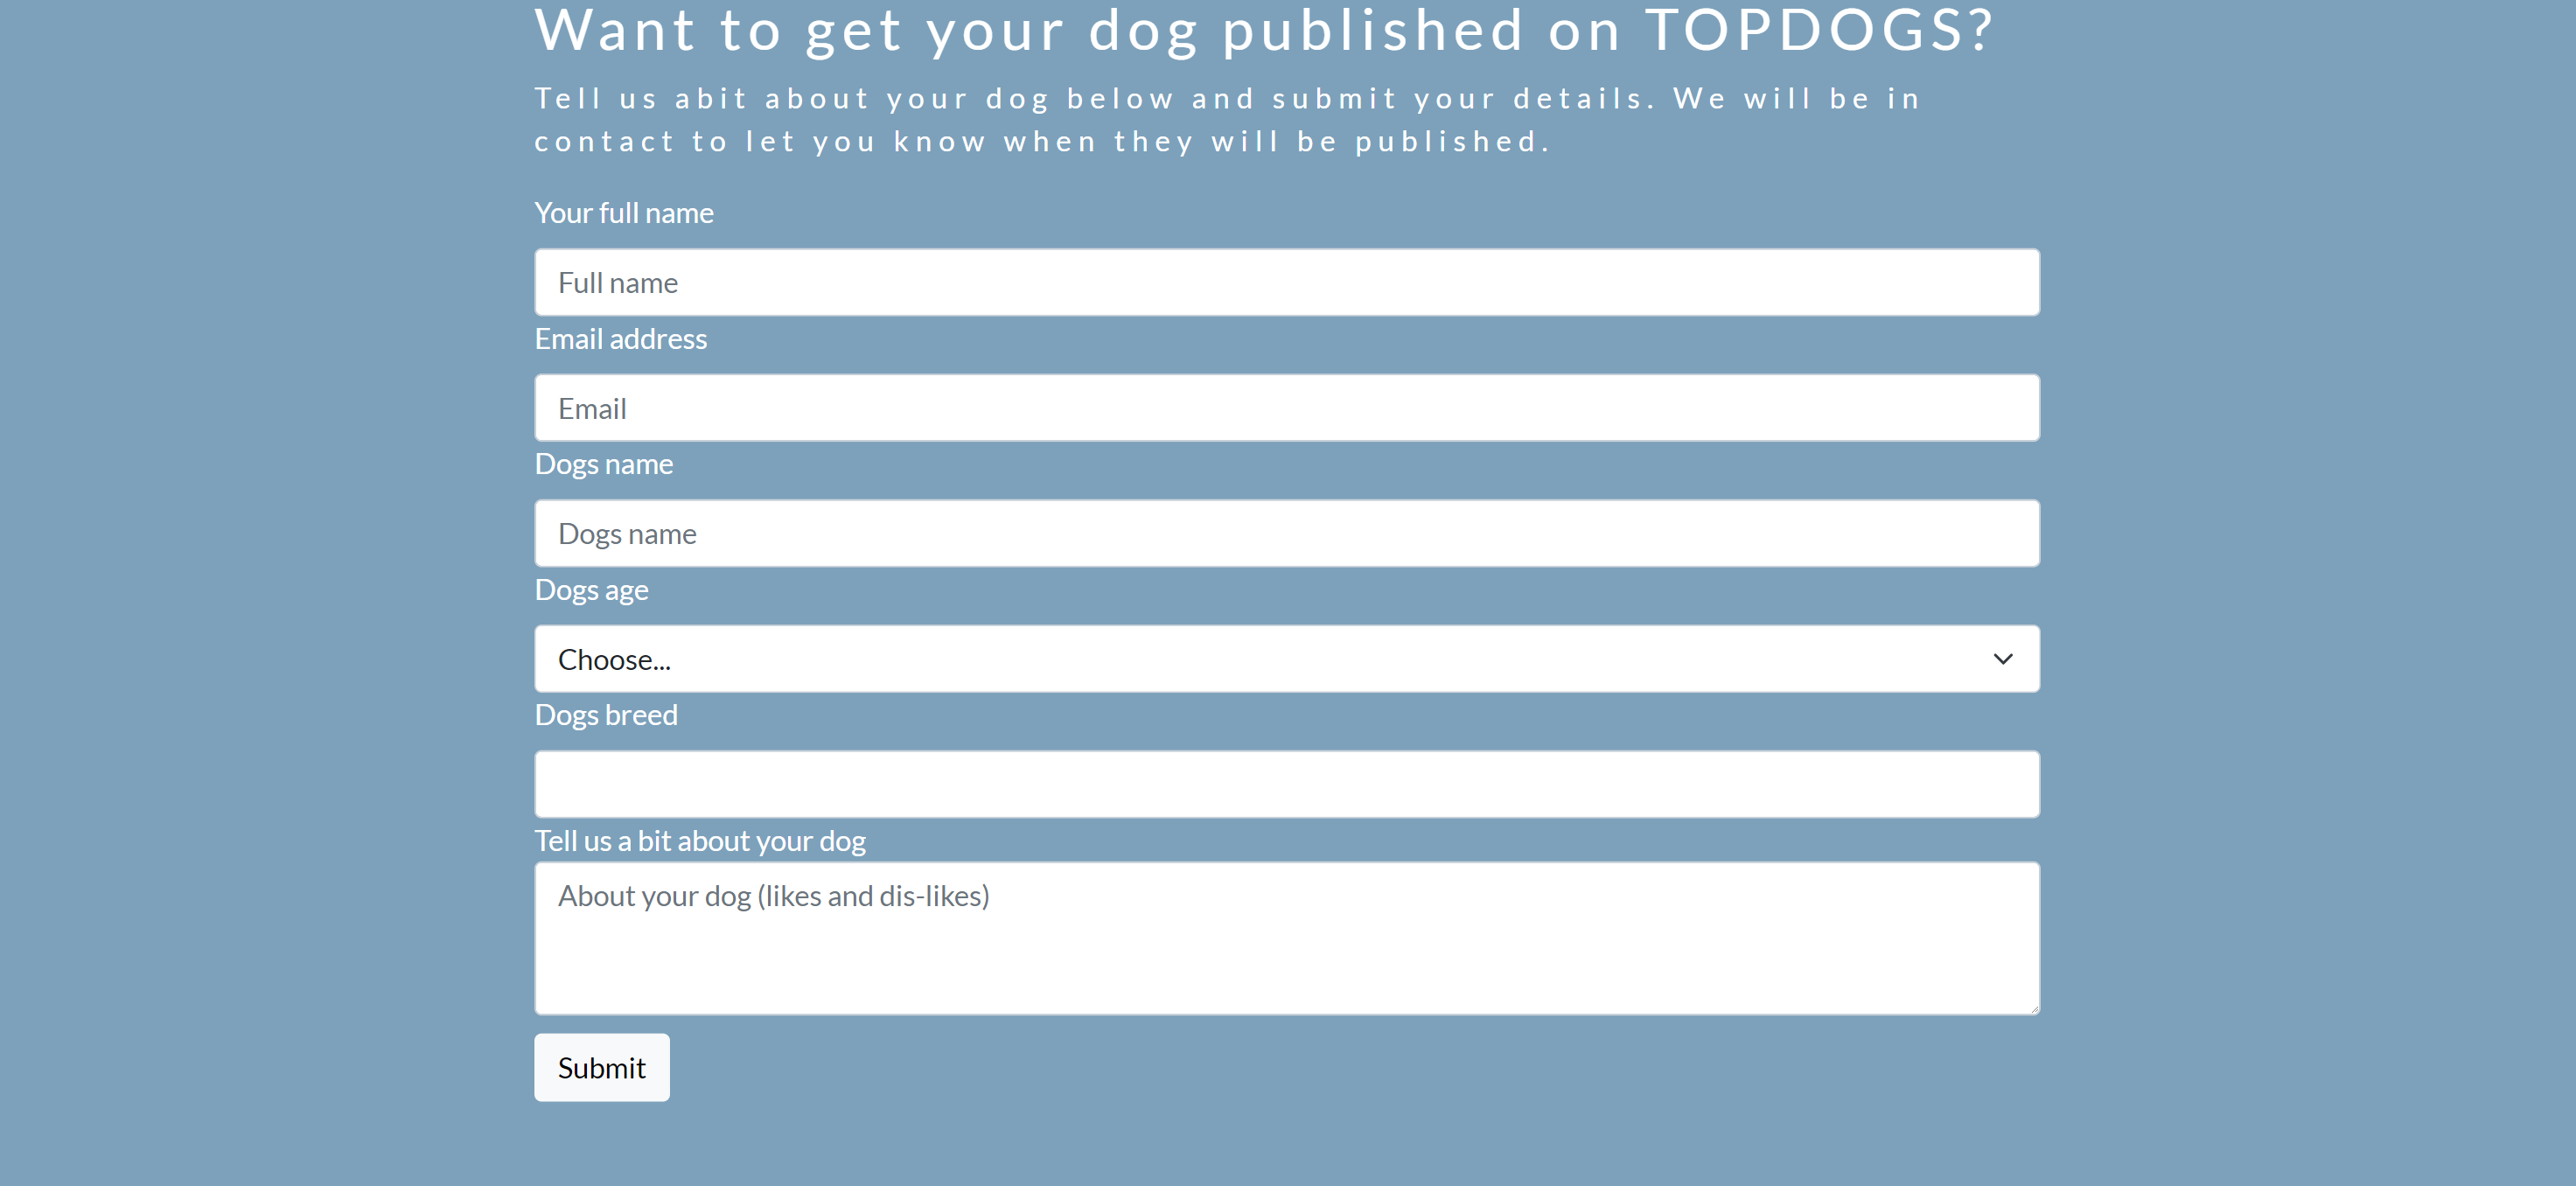 Want to get your dog published on TOPDOGS?
Tell us abit about your dog below and submit your details. We will be in
contact to let you know when they will be published.
Your full name
Full name
Email address
Email
Dogs name
Dogs name
Dogs age
Choose...
Dogs breed
Tell us a bit about your dog
About your dog (likes and dis-likes)
Submit